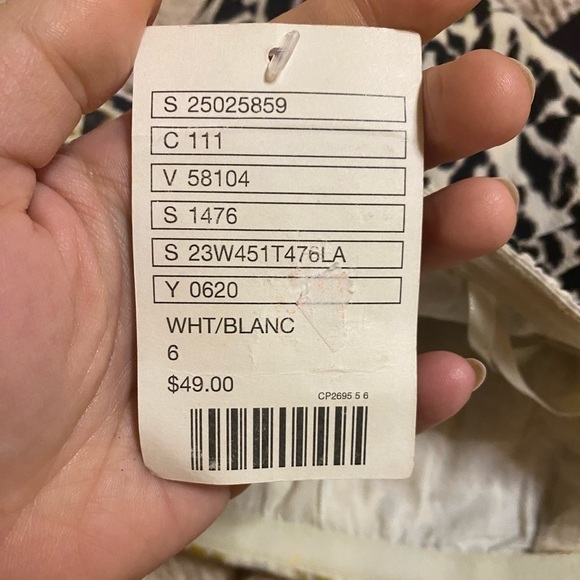 S 25025859
C 111
V 58104
S 1476
S 23W451T476LA
Y 0620
WHT/BLANC
6
$49.00
CP2695 5 6